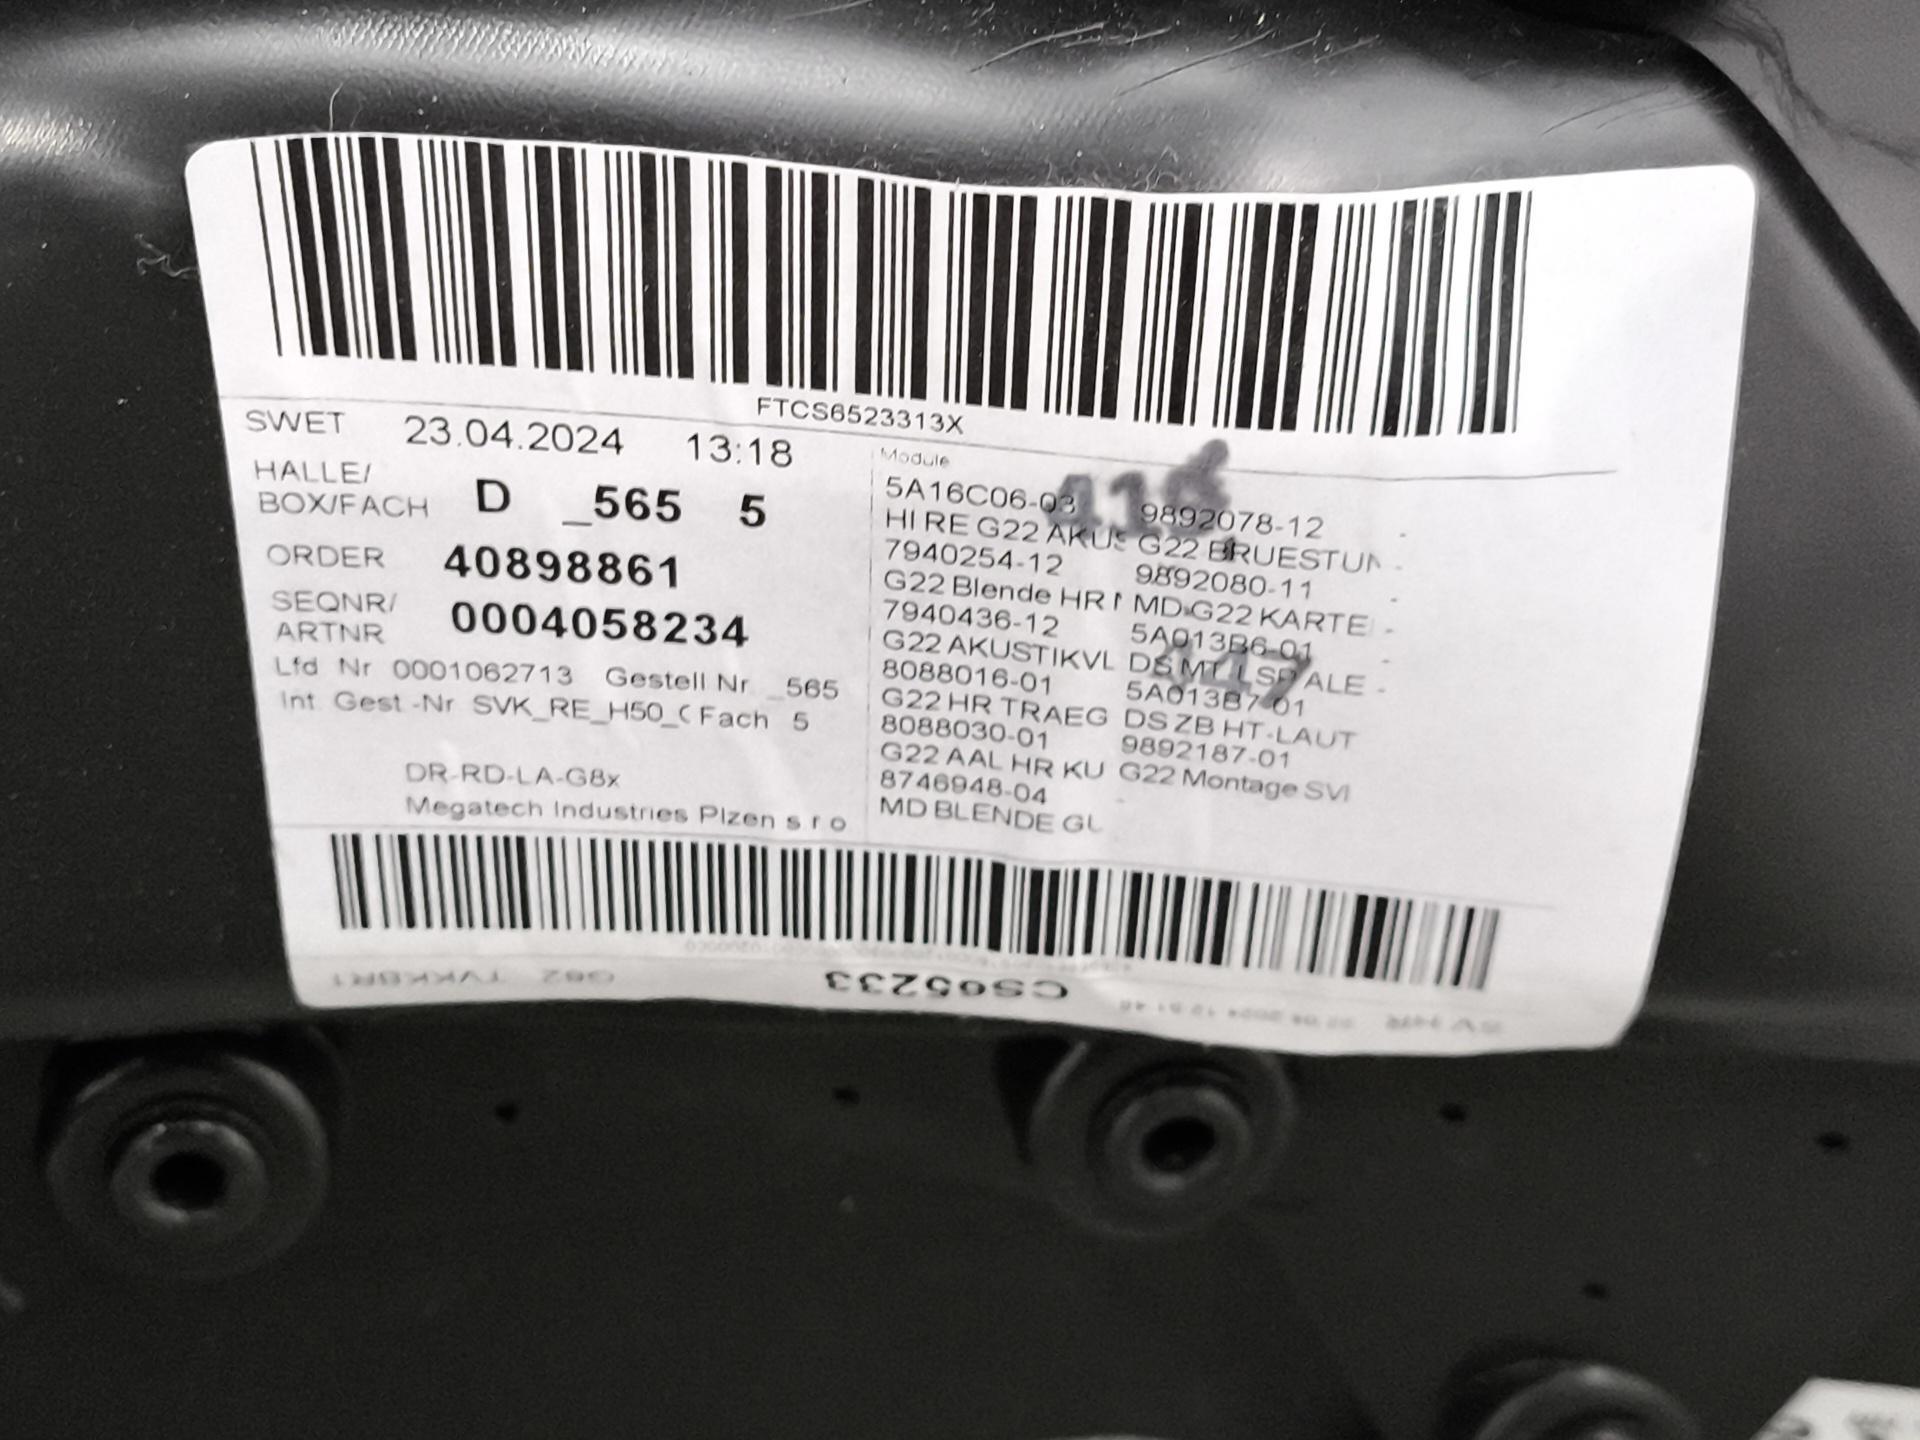 FTCS6523313X
SWET 23.04.2024 13:18
HALLE/
BOX/FACH D _565 5
ORDER 40898861
SEQNR/
ARTNR 0004058234
Lfd Nr 0001062713 Gestell Nr _565
Int Gest-Nr SVK_RE_H50_( Fach 5
DR-RD-LA-G8x
Megatech Industries Plzen s r o
Module
5A16C06-03 9892078-12 -
HI RE G22 AKUS G22 BRUESTUN -
7940254-12 9892080-11
G22 Blende HR MD G22 KARTE -
7940436-12 5A013B6-01
G22 AKUSTIKVL DS MT LSP ALE -
8088016-01 5A013B7-01
G22 HR TRAEG DS ZB HT-LAUT
8088030-01 9892187-01
G22 AAL HR KU G22 Montage SVI
8746948-04
MD BLENDE GL
CS65233
G82 TVKKBR1